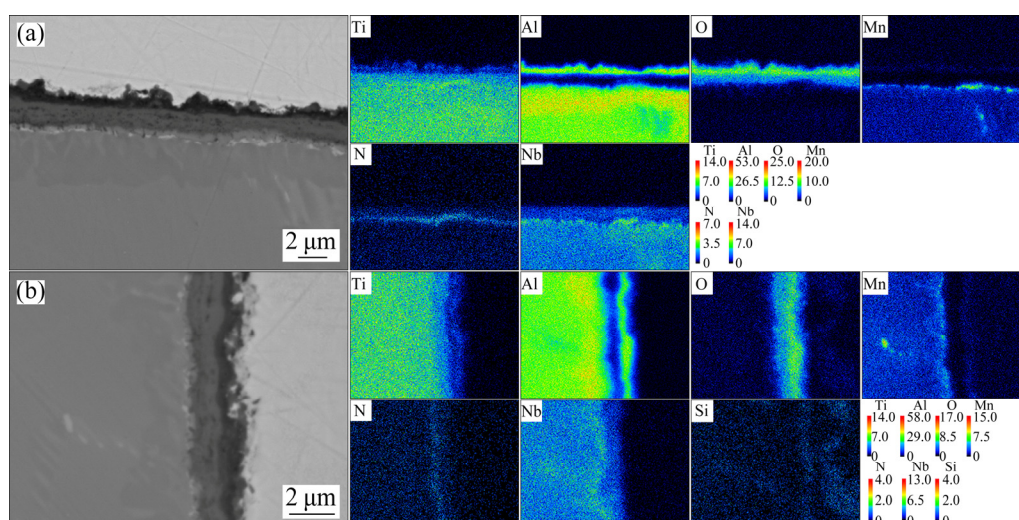 (a)
Ti Al O Mn
N Nb
Ti Al O Mn
14.0 53.0 25.0 20.0
7.0 26.5 12.5 10.0
0 0 0 0
N Nb
7.0 14.0
3.5 7.0
0 0
2 μm
(b)
Ti Al O Mn
N Nb Si
Ti Al O Mn
14.0 58.0 17.0 15.0
7.0 29.0 8.5 7.5
0 0 0 0
N Nb Si
4.0 13.0 4.0
2.0 6.5 2.0
0 0 0
2 μm